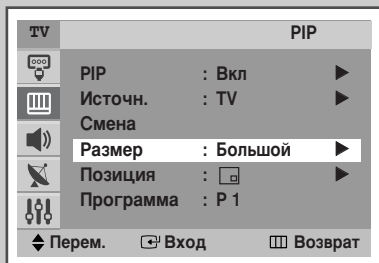 TV PIP
PIP : Вкл
Источн. : TV
Смена
Размер : Большой
Позиция :
Программа : P 1
Перем. Вход Возврат